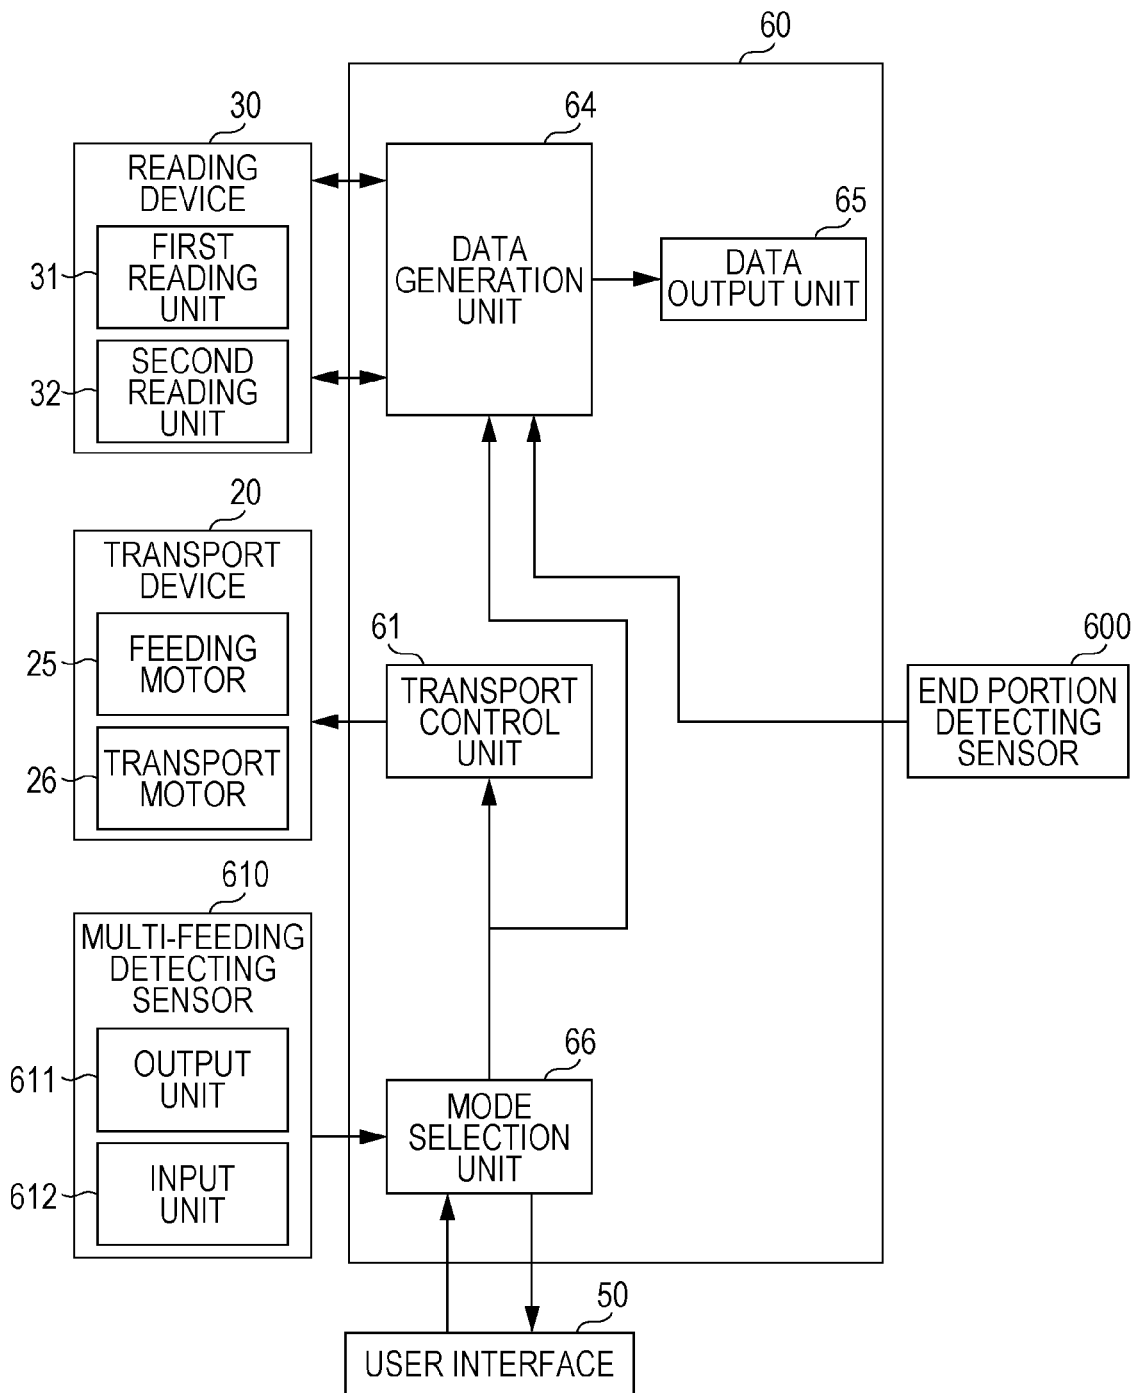 60
30
READING
DEVICE
31
FIRST
READING
UNIT
32
SECOND
READING
UNIT
64
DATA
GENERATION
UNIT
65
DATA
OUTPUT UNIT
20
TRANSPORT
DEVICE
25
FEEDING
MOTOR
26
TRANSPORT
MOTOR
61
TRANSPORT
CONTROL
UNIT
600
END PORTION
DETECTING
SENSOR
610
MULTI-FEEDING
DETECTING
SENSOR
611
OUTPUT
UNIT
612
INPUT
UNIT
66
MODE
SELECTION
UNIT
50
USER INTERFACE